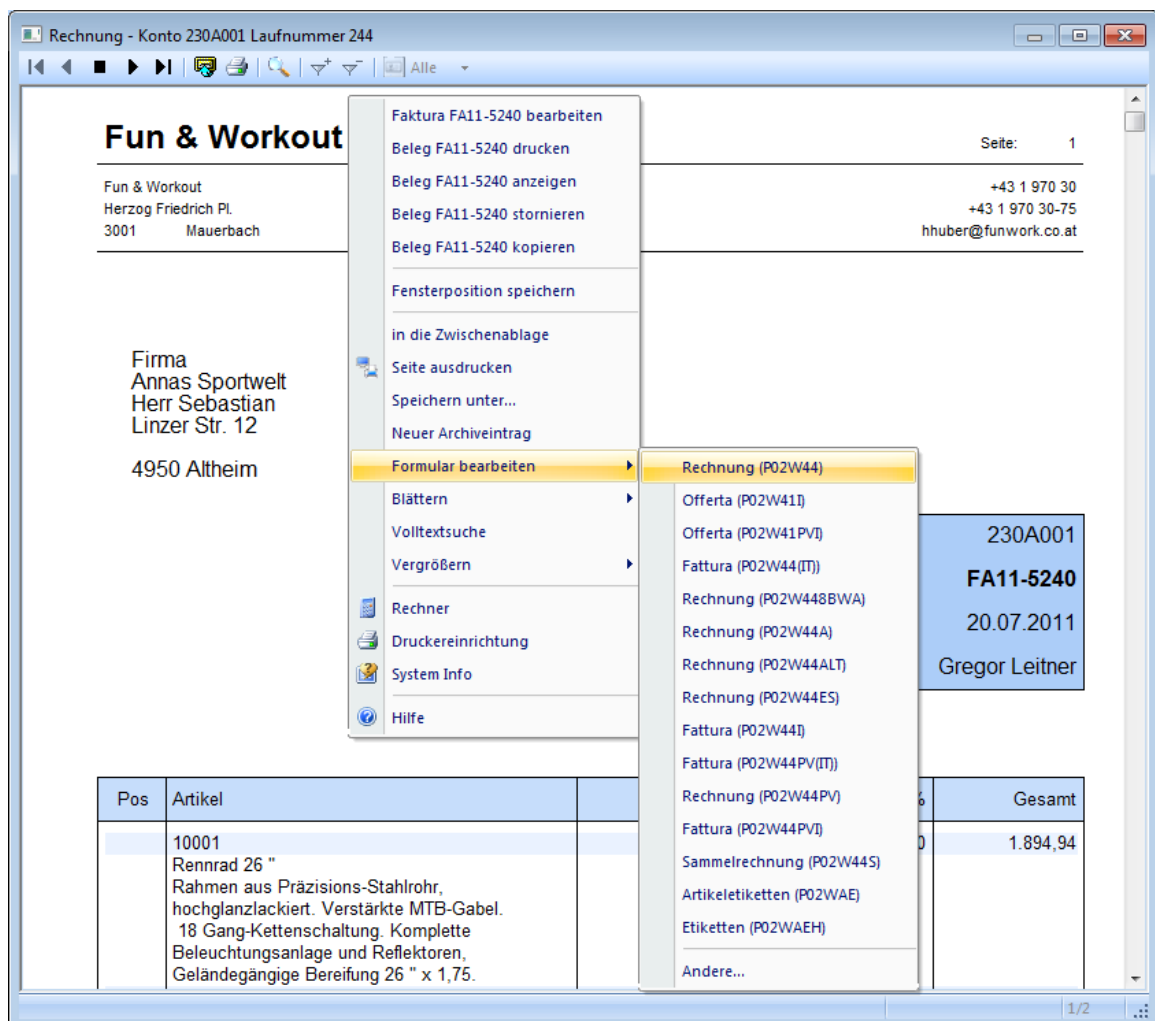 Rechnung - Konto 230A001 Laufnummer 244
Alle
Fun & Workout
Seite: 1
Fun & Workout
Herzog Friedrich Pl.
3001 Mauerbach
+43 1 970 30
+43 1 970 30-75
hhuber@funwork.co.at
Firma
Annas Sportwelt
Herr Sebastian
Linzer Str. 12
4950 Altheim
Faktura FA11-5240 bearbeiten
Beleg FA11-5240 drucken
Beleg FA11-5240 anzeigen
Beleg FA11-5240 stornieren
Beleg FA11-5240 kopieren
Fensterposition speichern
in die Zwischenablage
Seite ausdrucken
Speichern unter...
Neuer Archiveintrag
Formular bearbeiten
Blättern
Volltextsuche
Vergrößern
Rechner
Druckereinrichtung
System Info
Hilfe
Rechnung (P02W44)
Offerta (P02W41I)
Offerta (P02W41PVI)
Fattura (P02W44(IT))
Rechnung (P02W448BWA)
Rechnung (P02W44A)
Rechnung (P02W44ALT)
Rechnung (P02W44ES)
Fattura (P02W44I)
Fattura (P02W44PV(IT))
Rechnung (P02W44PV)
Fattura (P02W44PVI)
Sammelrechnung (P02W44S)
Artikeletiketten (P02WAE)
Etiketten (P02WAEH)
Andere...
230A001
FA11-5240
20.07.2011
Gregor Leitner
Pos Artikel % Gesamt
10001 0 1.894,94
Rennrad 26 "
Rahmen aus Präzisions-Stahlrohr,
hochglanzlackiert. Verstärkte MTB-Gabel.
18 Gang-Kettenschaltung. Komplette
Beleuchtungsanlage und Reflektoren,
Geländegängige Bereifung 26 " x 1,75.
1/2